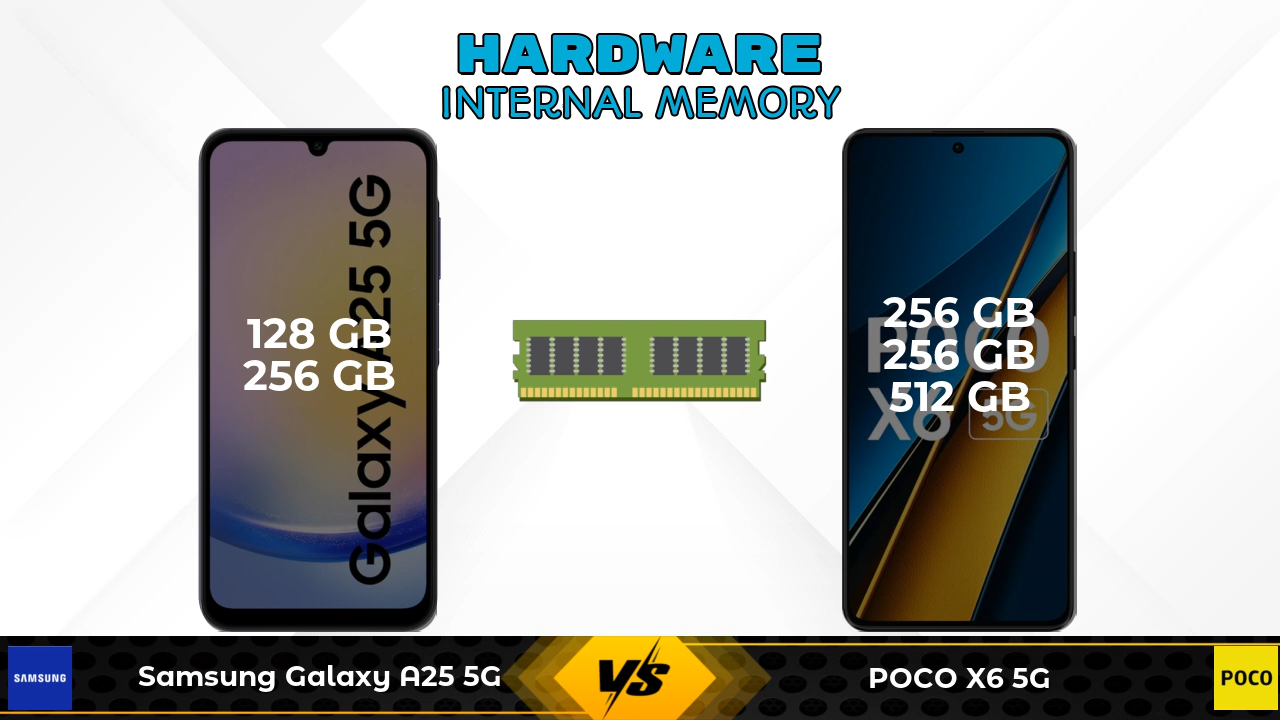 HARDWARE
INTERNAL MEMORY
Galaxy A25 5G
128 GB
256 GB
256 GB
256 GB
512 GB
POCO
X6 5G
SAMSUNG
Samsung Galaxy A25 5G
VS
POCO X6 5G
POCO